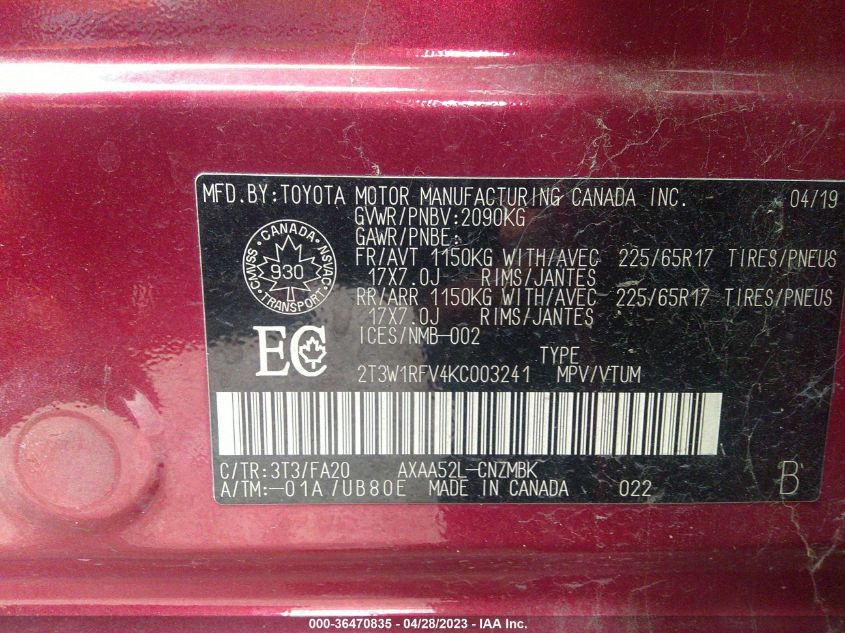 MFD.BY:TOYOTA MOTOR MANUFACTURING CANADA INC. 04/19
GVWR/PNBV:2090KG
GAWR/PNBE:
FR/AVT 1150KG WITH/AVEC 225/65R17 TIRES/PNEUS
17X7.0J RIMS/JANTES
RR/ARR 1150KG WITH/AVEC 225/65R17 TIRES/PNEUS
17X7.0J RIMS/JANTES
ICES/NMB-002
CANADA
CMVSS 930 NSVAC
TRANSPORT
EC
TYPE
2T3W1RFV4KC003241 MPV/VTUM
C/TR:3T3/FA20 AXAA52L-CNZMBK
A/TM:-01A/UB80E MADE IN CANADA 022 B
000-36470835 - 04/28/2023 - IAA Inc.